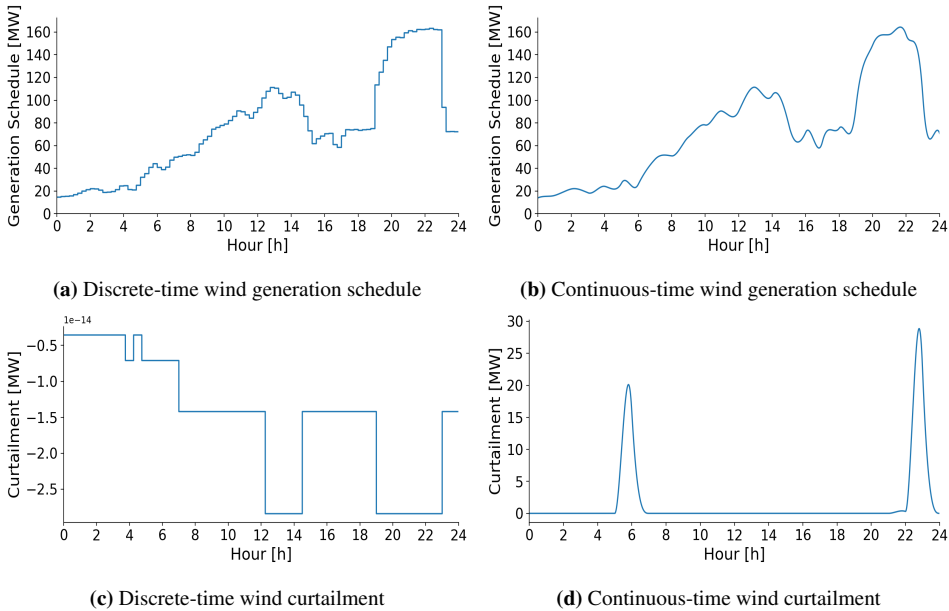 Generation Schedule [MW]
160
140
120
100
80
60
40
20
0
0 2 4 6 8 10 12 14 16 18 20 22 24
Hour [h]
(a) Discrete-time wind generation schedule
Generation Schedule [MW]
160
140
120
100
80
60
40
20
0
0 2 4 6 8 10 12 14 16 18 20 22 24
Hour [h]
(b) Continuous-time wind generation schedule
1e−14
Curtailment [MW]
−0.5
−1.0
−1.5
−2.0
−2.5
0 2 4 6 8 10 12 14 16 18 20 22 24
Hour [h]
(c) Discrete-time wind curtailment
Curtailment [MW]
30
25
20
15
10
5
0
0 2 4 6 8 10 12 14 16 18 20 22 24
Hour [h]
(d) Continuous-time wind curtailment